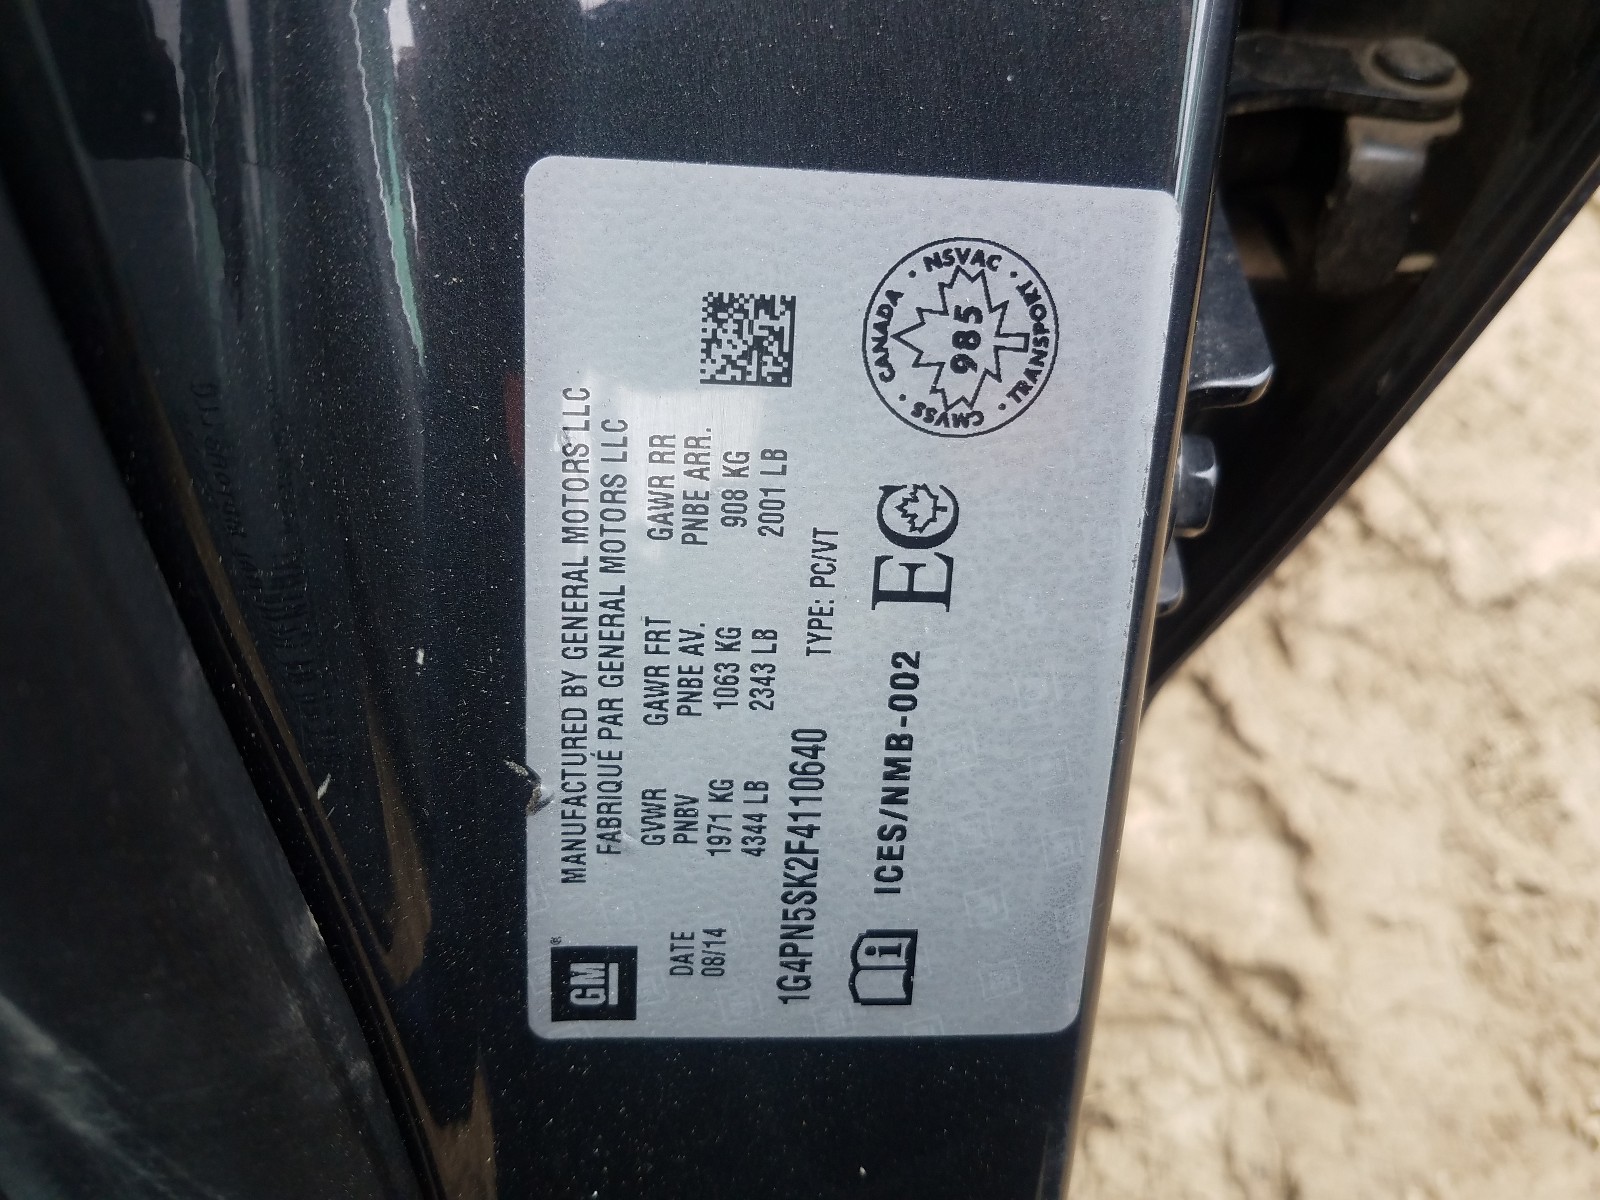 GM®
MANUFACTURED BY GENERAL MOTORS LLC
FABRIQUÉ PAR GENERAL MOTORS LLC
DATE GVWR GAWR FRT GAWR RR
08/14 PNBV PNBE AV. PNBE ARR.
1971 KG 1063 KG 908 KG
4344 LB 2343 LB 2001 LB
1G4PN5SK2F4110640 TYPE: PC/VT
i ICES/NMB-002 EC
CANADA · NSVAC · TRANSPORT · CMVSS ·
985